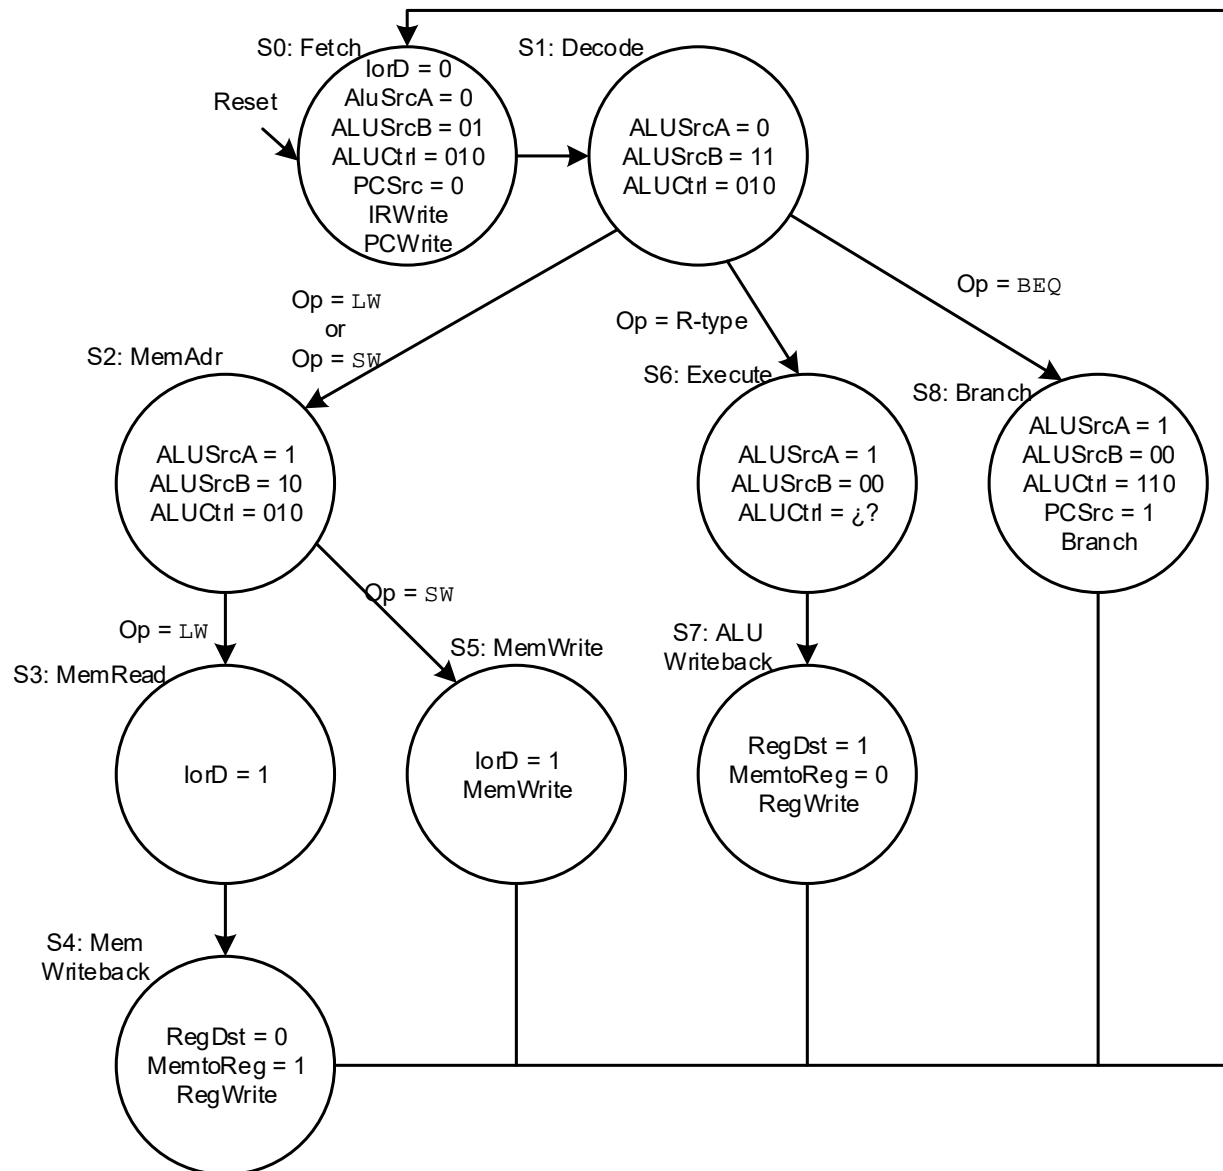 S0: Fetch
IorD = 0
AluSrcA = 0
ALUSrcB = 01
ALUCtrl = 010
PCSrc = 0
IRWrite
PCWrite
Reset
S1: Decode
ALUSrcA = 0
ALUSrcB = 11
ALUCtrl = 010
Op = LW
or
Op = SW
Op = R-type
Op = BEQ
S2: MemAdr
ALUSrcA = 1
ALUSrcB = 10
ALUCtrl = 010
S6: Execute
ALUSrcA = 1
ALUSrcB = 00
ALUCtrl = ¿?
S8: Branch
ALUSrcA = 1
ALUSrcB = 00
ALUCtrl = 110
PCSrc = 1
Branch
Op = LW
Op = SW
S3: MemRead
IorD = 1
S5: MemWrite
IorD = 1
MemWrite
S7: ALU
Writeback
RegDst = 1
MemtoReg = 0
RegWrite
S4: Mem
Writeback
RegDst = 0
MemtoReg = 1
RegWrite